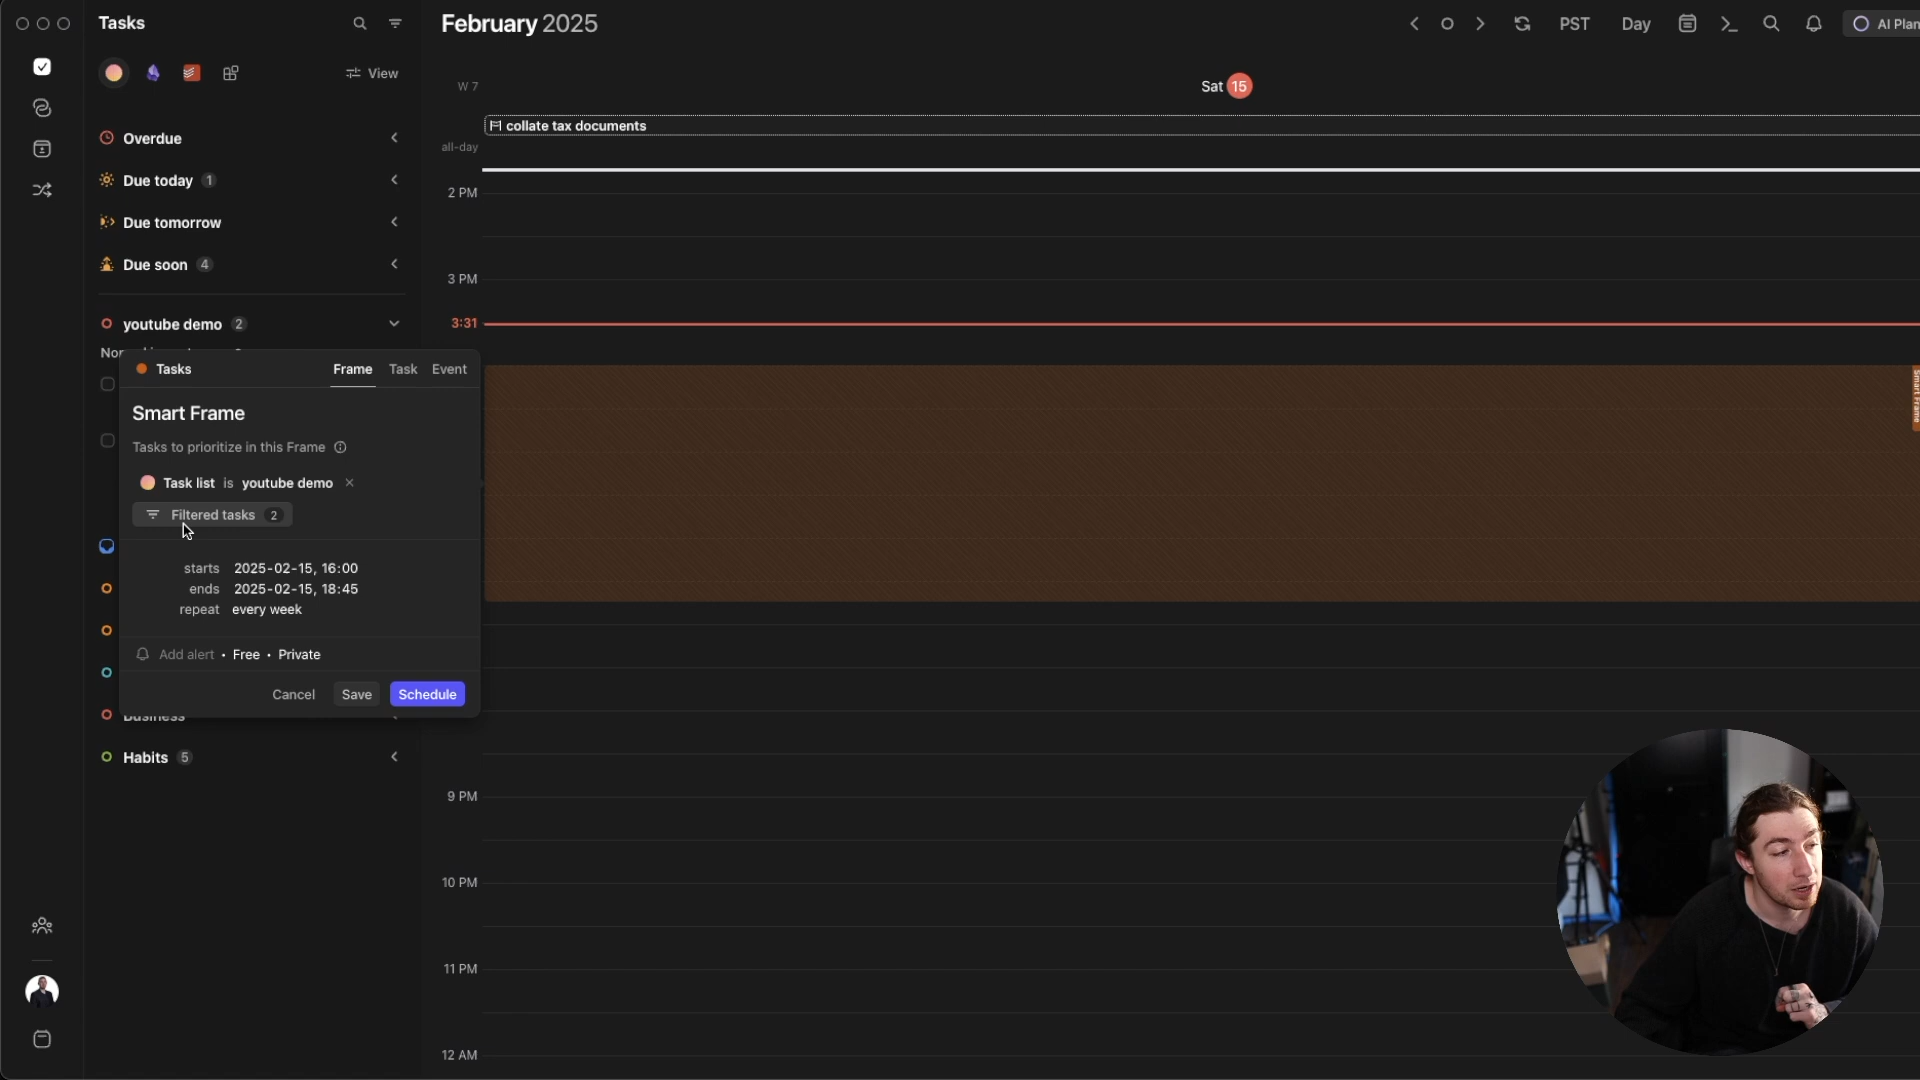 Tasks
View
Overdue
Due today 1
Due tomorrow
Due soon 4
youtube demo 2
Tasks
Frame Task Event
Smart Frame
Tasks to prioritize in this Frame
Task list is youtube demo ×
Filtered tasks 2
starts 2025-02-15, 16:00
ends 2025-02-15, 18:45
repeat every week
Add alert • Free • Private
Cancel Save Schedule
Business
Habits 5
February 2025
PST Day
W 7
Sat 15
collate tax documents
all-day
2 PM
3 PM
3:31
Smart Frame
9 PM
10 PM
11 PM
12 AM